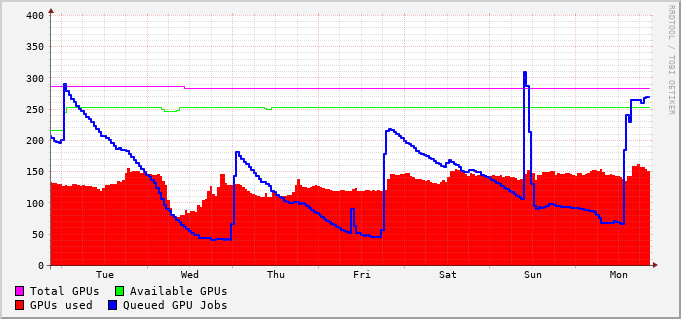 400
350
300
250
200
150
100
50
0
Tue Wed Thu Fri Sat Sun Mon
Total GPUs Available GPUs
GPUs used Queued GPU Jobs
RRDTOOL / TOBI OETIKER